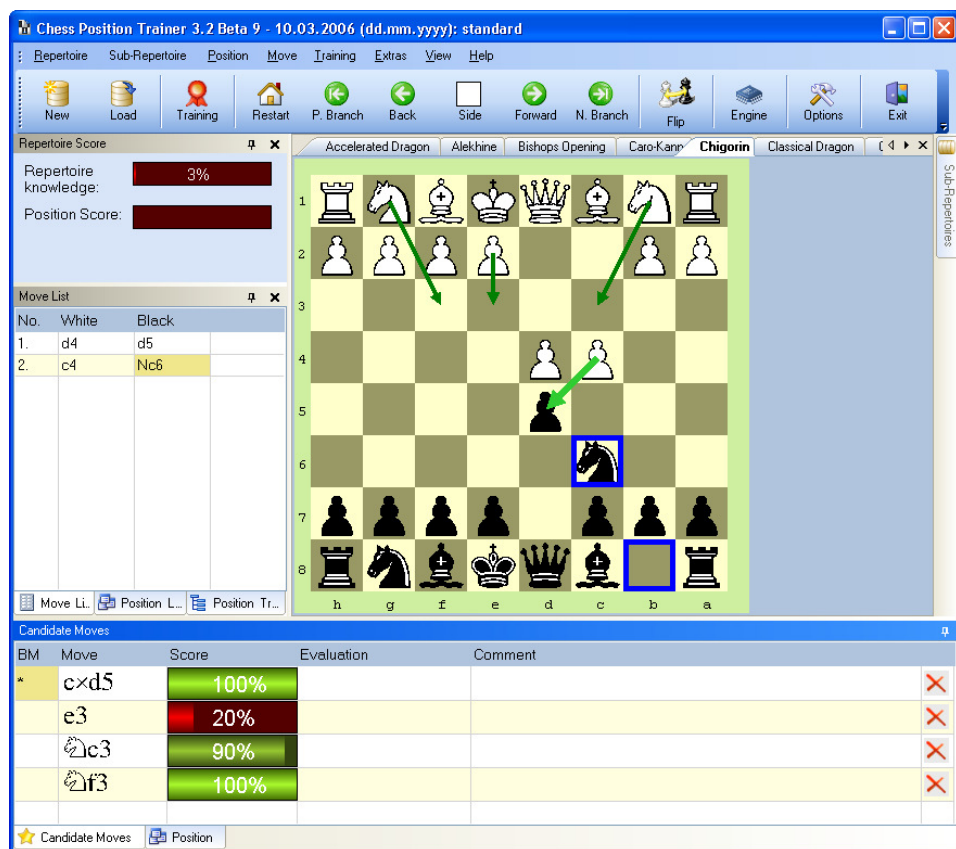 Chess Position Trainer 3.2 Beta 9 - 10.03.2006 (dd.mm.yyyy): standard
Repertoire Sub-Repertoire Position Move Training Extras View Help
New Load Training Restart P. Branch Back Side Forward N. Branch Flip Engine Options Exit
Repertoire Score
Accelerated Dragon Alekhine Bishops Opening Caro-Kann Chigorin Classical Dragon
Sub-Repertoires
Repertoire knowledge: 3%
Position Score:
Move List
No. White Black
1. d4 d5
2. c4 Nc6
Move Li.. Position L... Position Tr...
1
2
3
4
5
6
7
8
h g f e d c b a
Candidate Moves
BM Move Score Evaluation Comment
* c×d5 100%
e3 20%
♘c3 90%
♘f3 100%
Candidate Moves Position